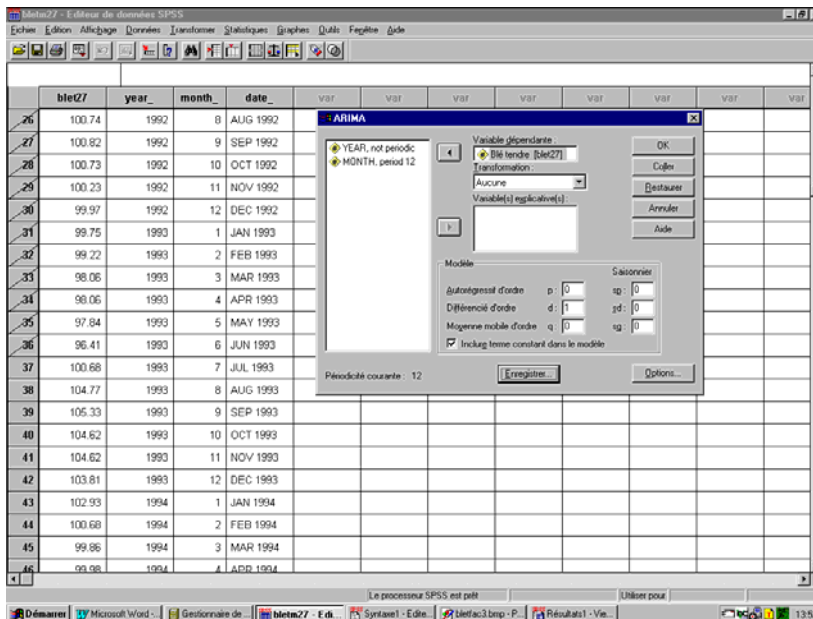 bletm27 - Editeur de données SPSS
Fichier Edition Affichage Données Transformer Statistiques Graphes Outils Fenêtre Aide
blet27 year_ month_ date_ var var var var var var var
26 100.74 1992 8 AUG 1992
27 100.82 1992 9 SEP 1992
28 100.73 1992 10 OCT 1992
29 100.23 1992 11 NOV 1992
30 99.97 1992 12 DEC 1992
31 99.75 1993 1 JAN 1993
32 99.22 1993 2 FEB 1993
33 98.06 1993 3 MAR 1993
34 98.06 1993 4 APR 1993
35 97.84 1993 5 MAY 1993
36 96.41 1993 6 JUN 1993
37 100.68 1993 7 JUL 1993
38 104.77 1993 8 AUG 1993
39 105.33 1993 9 SEP 1993
40 104.62 1993 10 OCT 1993
41 104.62 1993 11 NOV 1993
42 103.81 1993 12 DEC 1993
43 102.93 1994 1 JAN 1994
44 100.68 1994 2 FEB 1994
45 99.86 1994 3 MAR 1994
46 99.98 1994 4 APR 1994
ARIMA
YEAR, not periodic
MONTH, period 12
Variable dépendante :
Blé tendre [blet27]
Transformation :
Aucune
Variable(s) explicative(s) :
OK
Coller
Restaurer
Annuler
Aide
Modèle
Saisonnier
Autorégressif d'ordre p : 0 sp : 0
Différencié d'ordre d : 1 sd : 0
Moyenne mobile d'ordre q : 0 sq : 0
Inclure terme constant dans le modèle
Périodicité courante : 12
Enregistrer...
Options...
Le processeur SPSS est prêt
Utiliser pour
Démarrer Microsoft Word -... Gestionnaire de ... bletm27 - Edi... Syntaxe1 - Edite... bletfac3.bmp - P... Résultats1 - Vie... 13:5